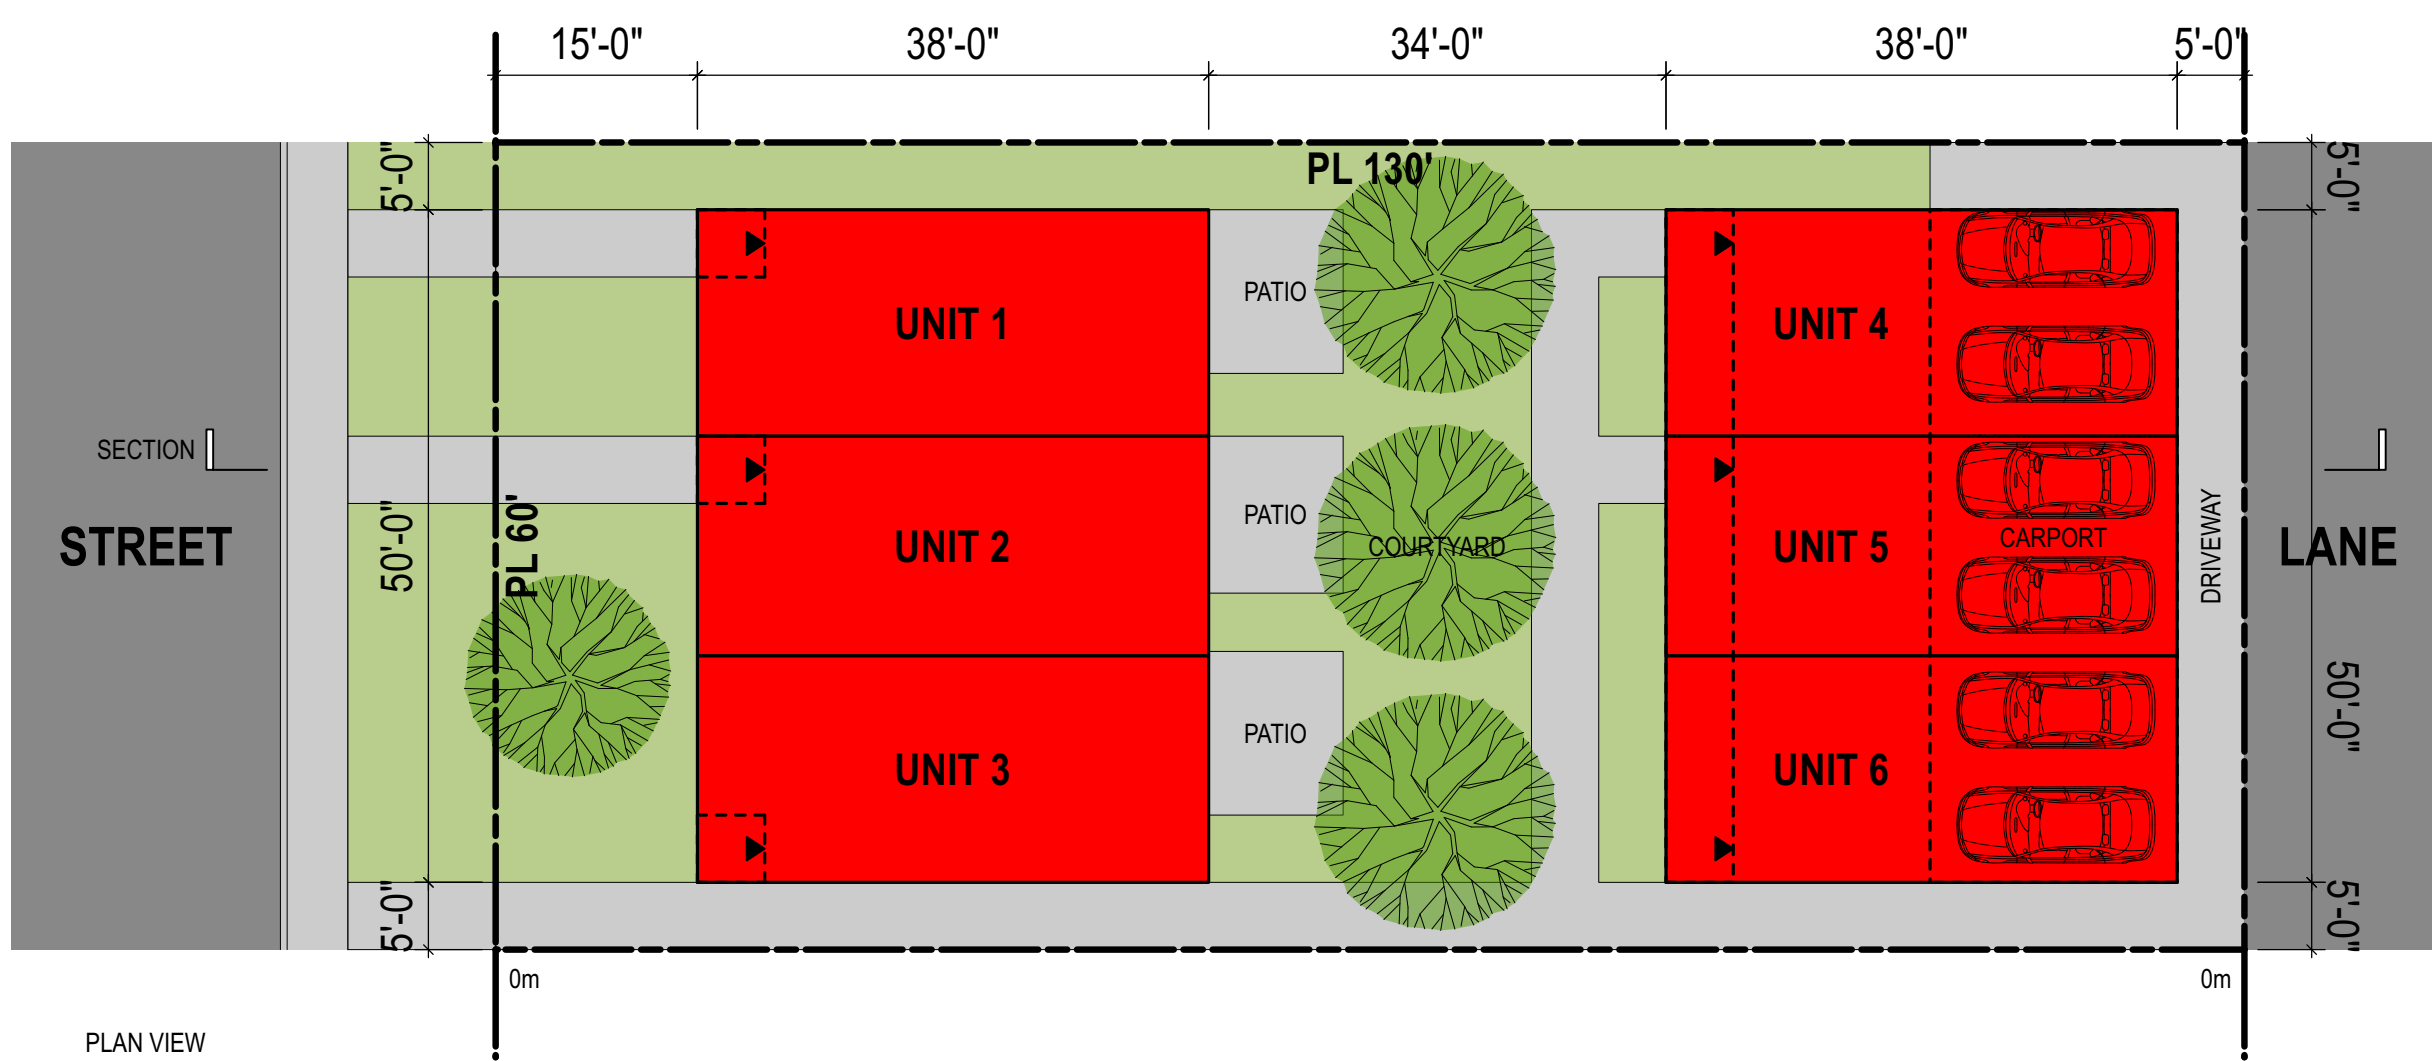 15'-0"
38'-0"
34'-0"
38'-0"
5'-0"
5'-0"
PL 130'
5'-0"
PATIO
UNIT 1
UNIT 4
SECTION
PL 60'
50'-0"
STREET
UNIT 2
PATIO
COURTYARD
UNIT 5
CARPORT
DRIVEWAY
LANE
50'-0"
UNIT 3
PATIO
UNIT 6
5'-0"
5'-0"
0m
0m
PLAN VIEW